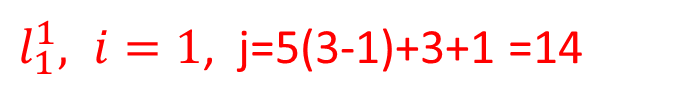 $l_1^1$, $i = 1$, j=5(3-1)+3+1 =14